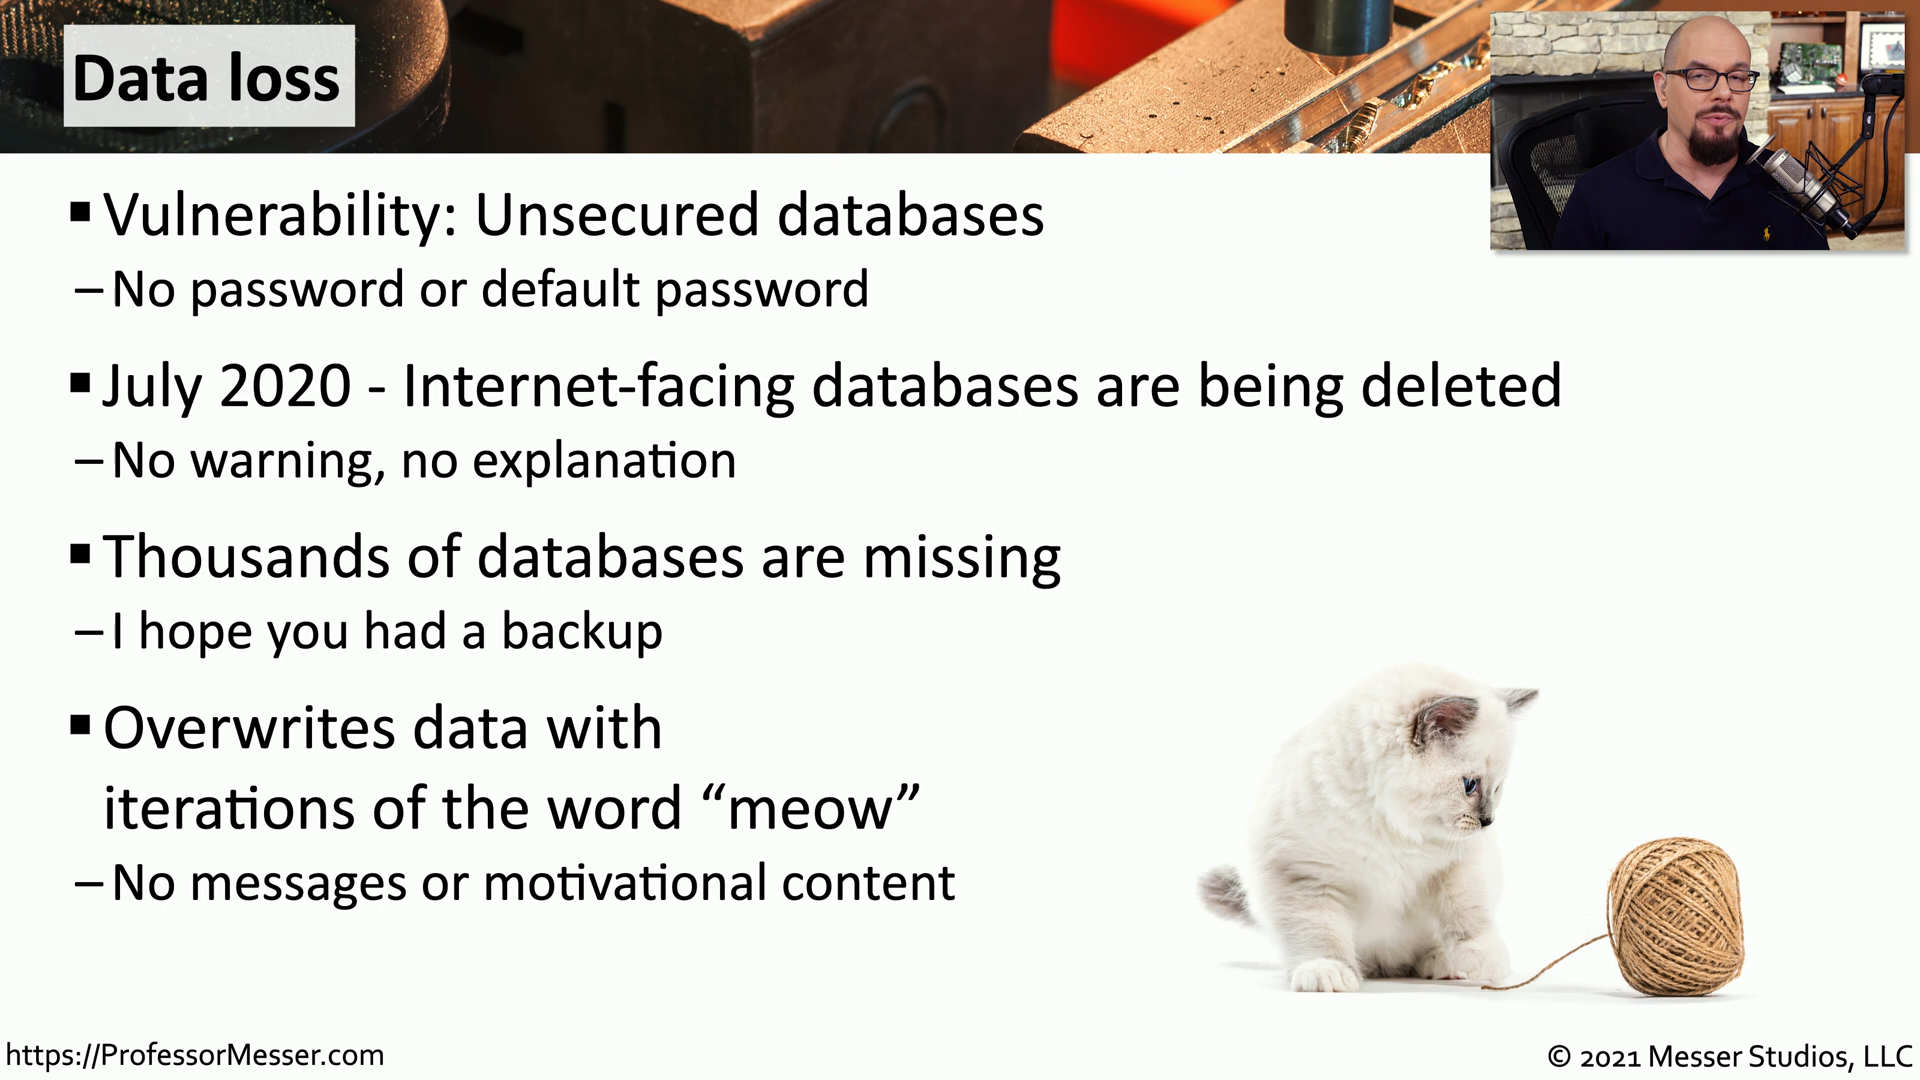 Data loss
▪ Vulnerability: Unsecured databases
– No password or default password
▪ July 2020 - Internet-facing databases are being deleted
– No warning, no explanation
▪ Thousands of databases are missing
– I hope you had a backup
▪ Overwrites data with
iterations of the word “meow”
– No messages or motivational content
https://ProfessorMesser.com
© 2021 Messer Studios, LLC